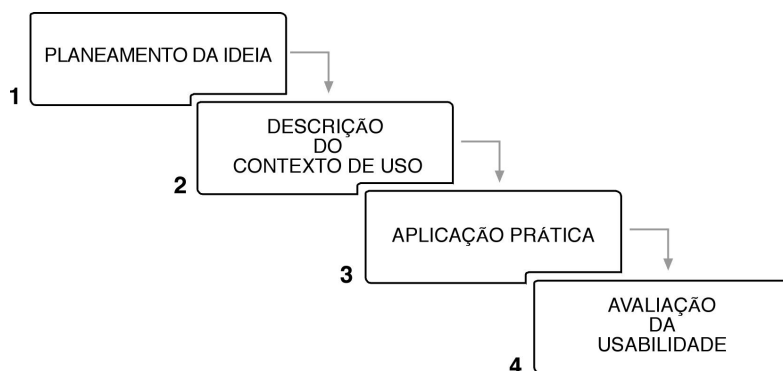 PLANEAMENTO DA IDEIA
1
DESCRIÇÃO
DO
CONTEXTO DE USO
2
APLICAÇÃO PRÁTICA
3
AVALIAÇÃO
DA
USABILIDADE
4